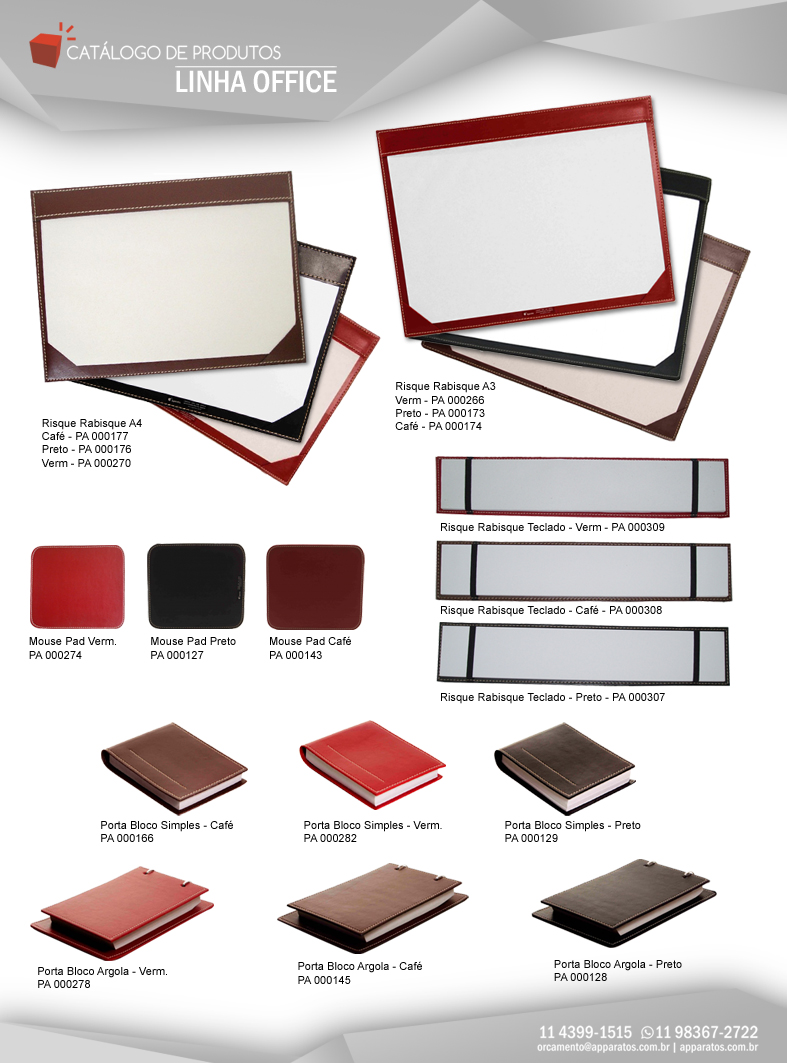 CATÁLOGO DE PRODUTOS
LINHA OFFICE
Risque Rabisque A4
Café - PA 000177
Preto - PA 000176
Verm - PA 000270
Risque Rabisque A3
Verm - PA 000266
Preto - PA 000173
Café - PA 000174
Risque Rabisque Teclado - Verm - PA 000309
Risque Rabisque Teclado - Café - PA 000308
Risque Rabisque Teclado - Preto - PA 000307
Mouse Pad Verm.
PA 000274
Mouse Pad Preto
PA 000127
Mouse Pad Café
PA 000143
Porta Bloco Simples - Café
PA 000166
Porta Bloco Simples - Verm.
PA 000282
Porta Bloco Simples - Preto
PA 000129
Porta Bloco Argola - Verm.
PA 000278
Porta Bloco Argola - Café
PA 000145
Porta Bloco Argola - Preto
PA 000128
11 4399-1515 11 98367-2722
orcamento@apparatos.com.br | apparatos.com.br